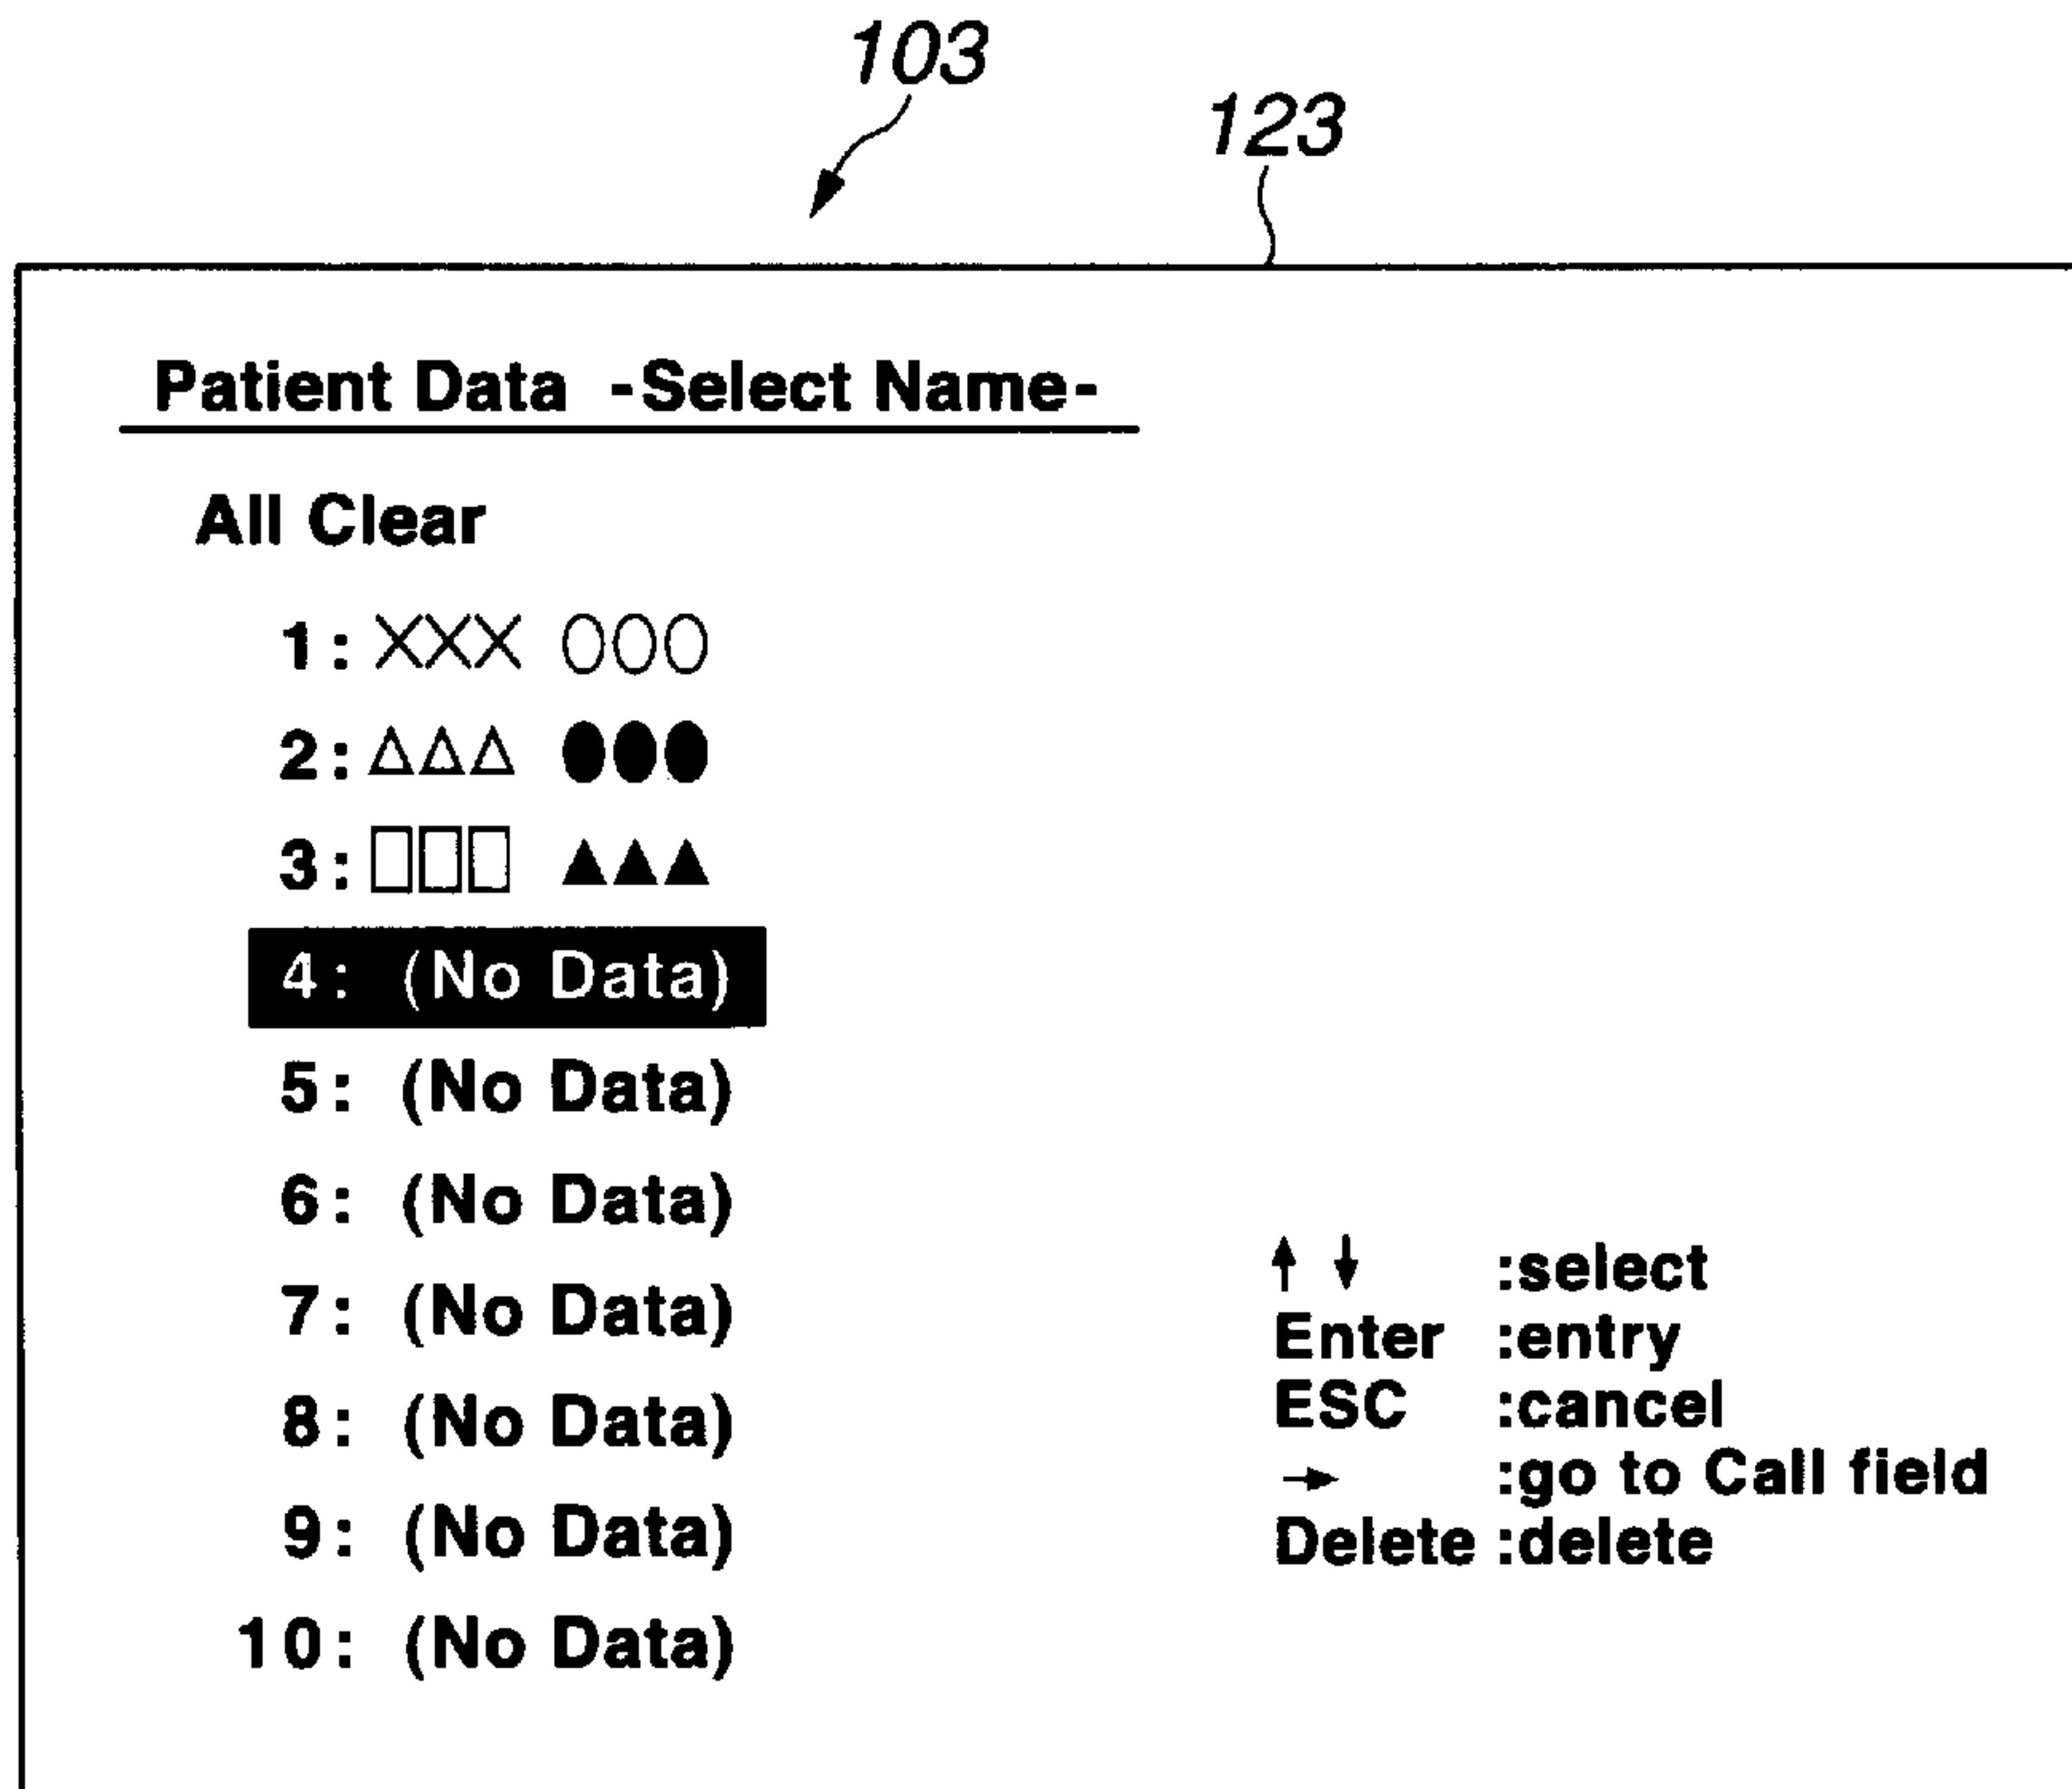 103
123
Patient Data -Select Name-
All Clear
1: XXX OOO
2: △△△ ●●●
3: □□□ ▲▲▲
4: (No Data)
5: (No Data)
6: (No Data)
7: (No Data)
8: (No Data)
9: (No Data)
10: (No Data)
↑ ↓ :select
Enter :entry
ESC :cancel
→ :go to Call field
Delete :delete